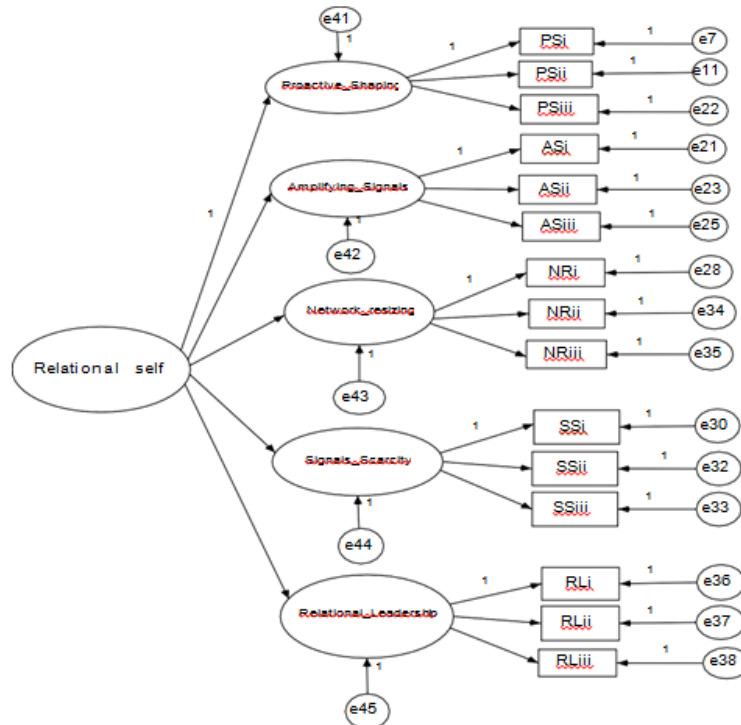 e41
1
1
PSi
1
e7
PSii
1
e11
Proactive_Shaping
PSiii
1
e22
1
ASi
1
e21
1
Amplifying_Signals
ASii
1
e23
1
ASiii
1
e25
e42
1
NRi
1
e28
Network_resizing
NRii
1
e34
1
NRiii
1
e35
Relational self
e43
1
SSi
1
e30
Signals_Scarcity
SSii
1
e32
1
SSiii
1
e33
e44
1
RLi
1
e36
Relational_Leadership
RLii
1
e37
1
RLiii
1
e38
e45